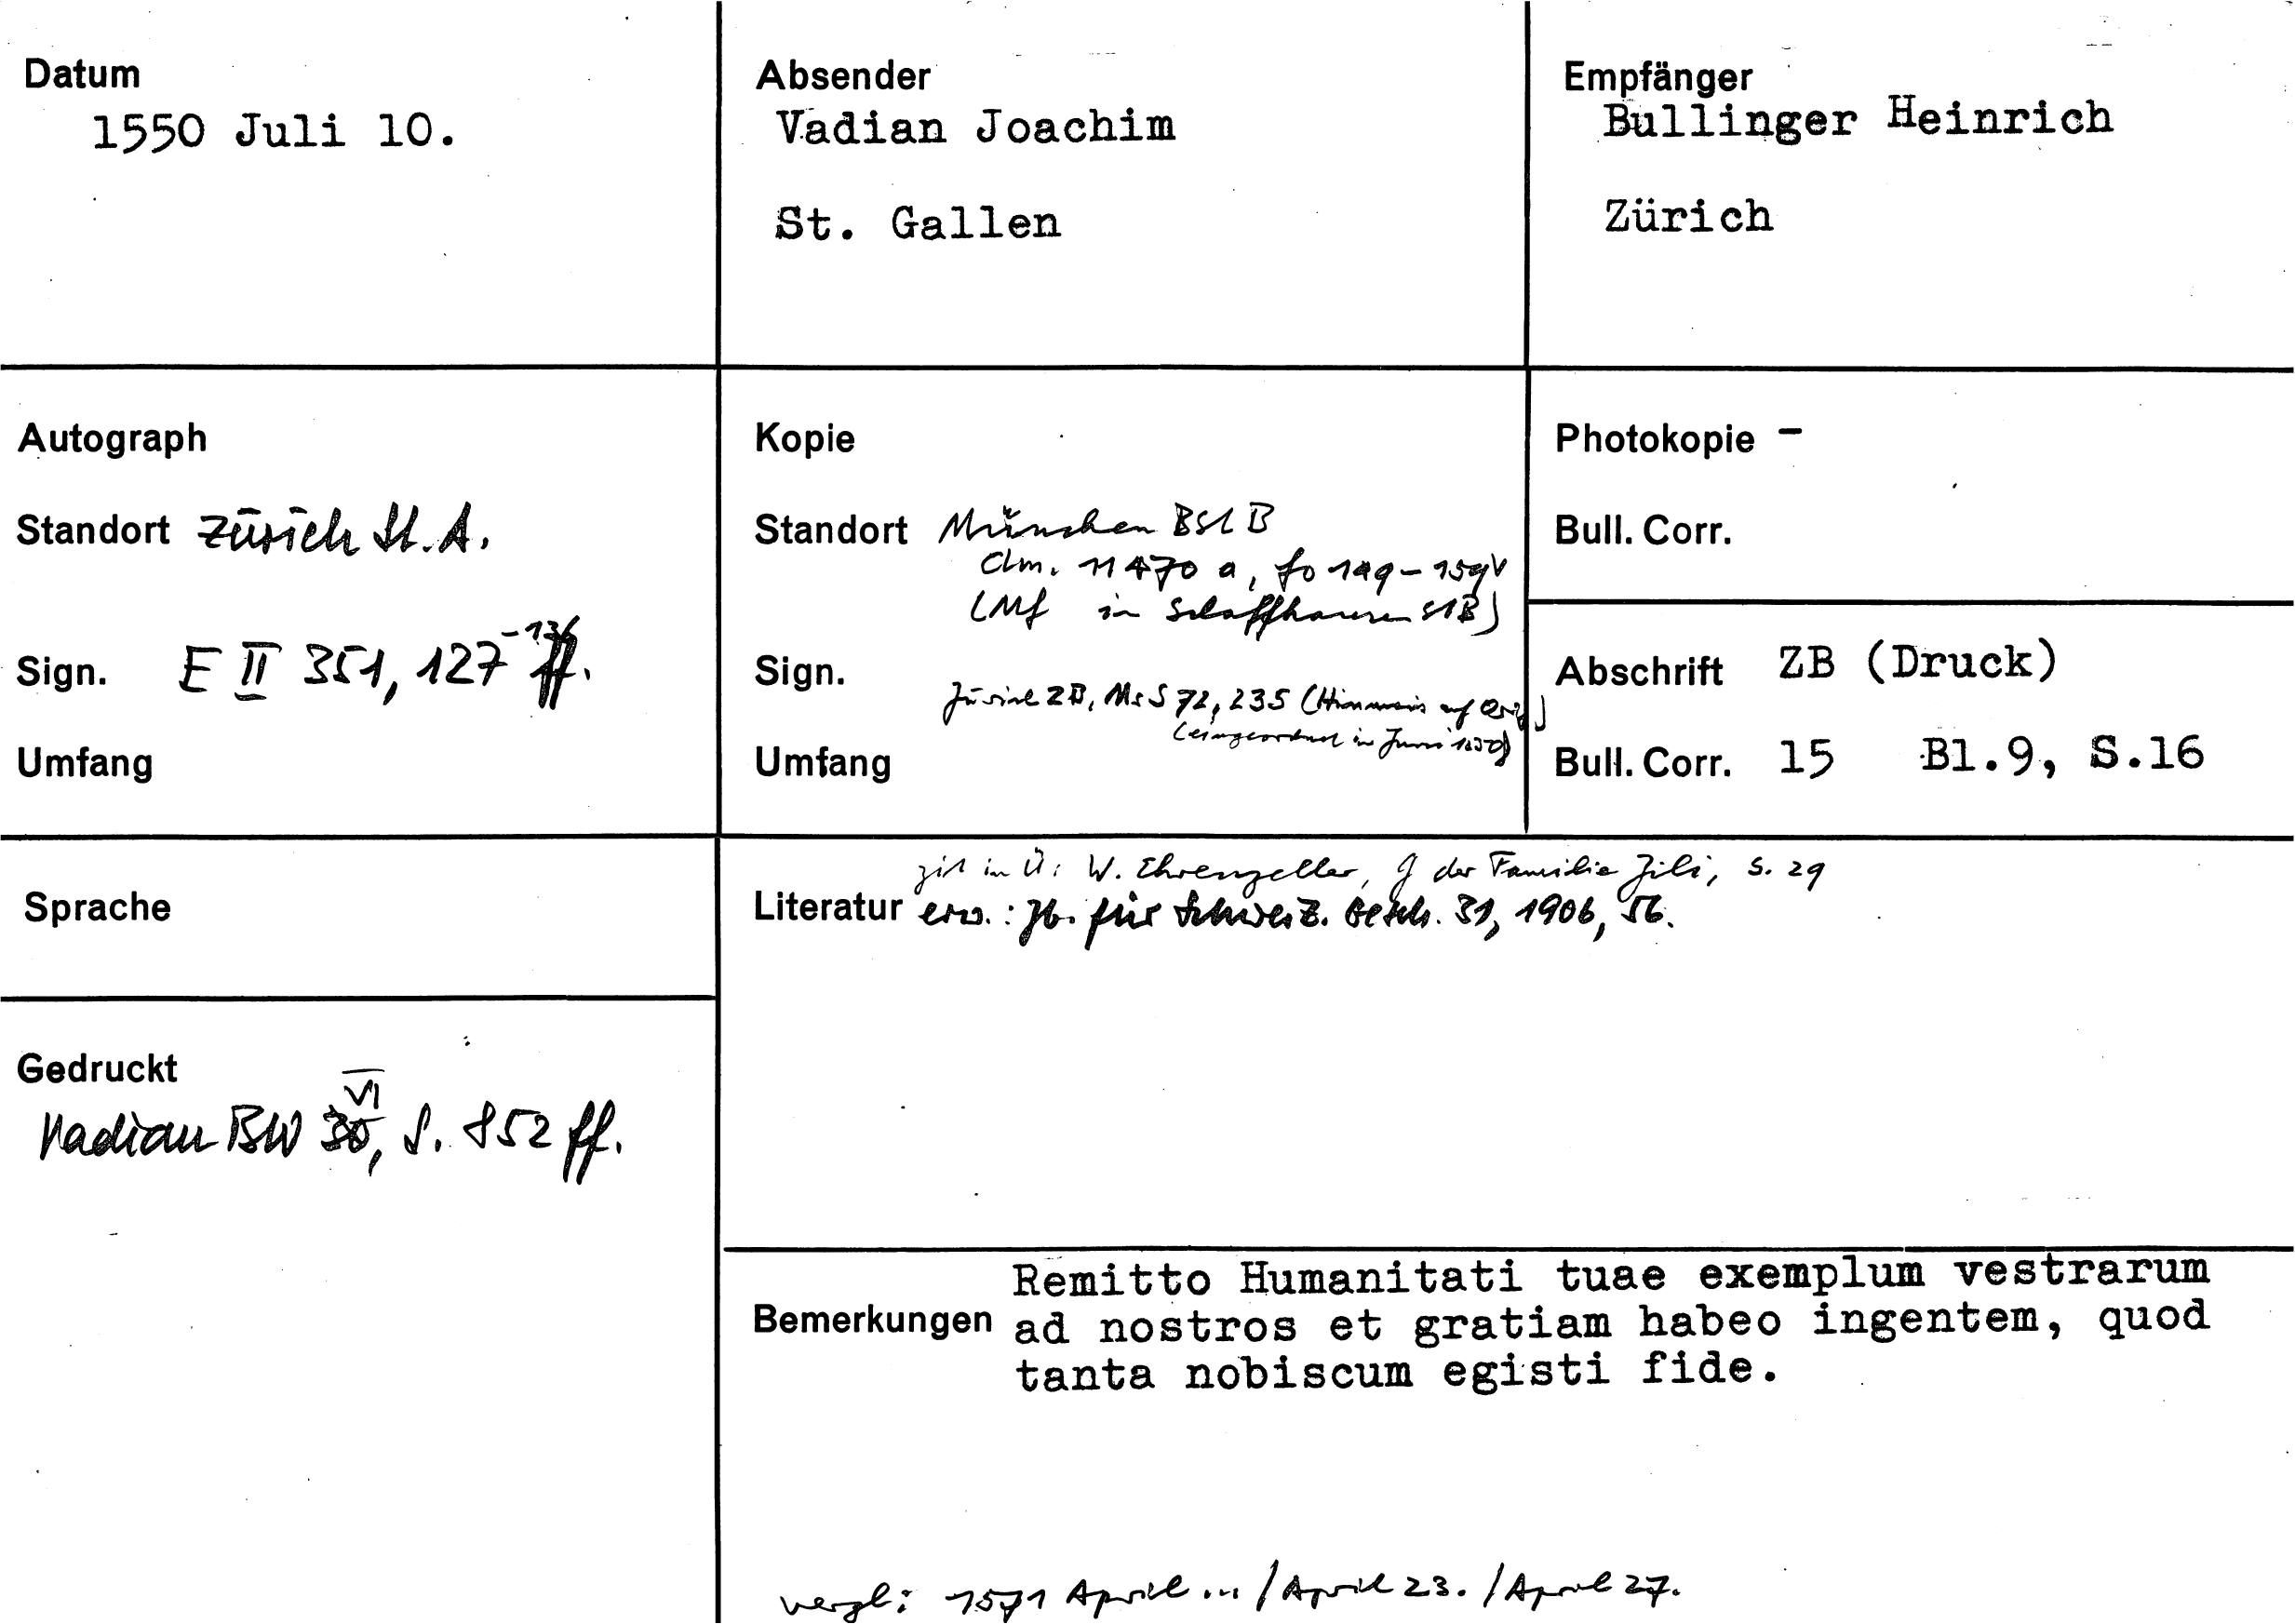 Datum
1550 Juli 10.
Absender
Vadian Joachim
St. Gallen
Empfänger
Bullinger Heinrich
Zürich
Autograph
Standort Zürich St.A.
Sign. E II 351, 127-136
Umfang
Kopie
Standort München BStB
Clm. 11470 a, fo 149-159v
(Mf in Schaffhausen StB)
Sign.
Zürich ZB, Ms S 72, 235 (Hinweis auf Orig.)
(eingeordnet in Juni 1550)
Umfang
Photokopie -
Bull. Corr.
Abschrift ZB (Druck)
Bull. Corr. 15 Bl.9, S.16
Sprache
Literatur zit in Ü: W. Ehrenzeller, G der Familie Zili, S. 29
erw.: Jb. für Schweiz. Gesch. 31, 1906, 56.
Gedruckt
Vadian BW VI, S. 852 ff.
Bemerkungen Remitto Humanitati tuae exemplum vestrarum
ad nostros et gratiam habeo ingentem, quod
tanta nobiscum egisti fide.
vergl: 1571 April ... / April 23. / April 27.